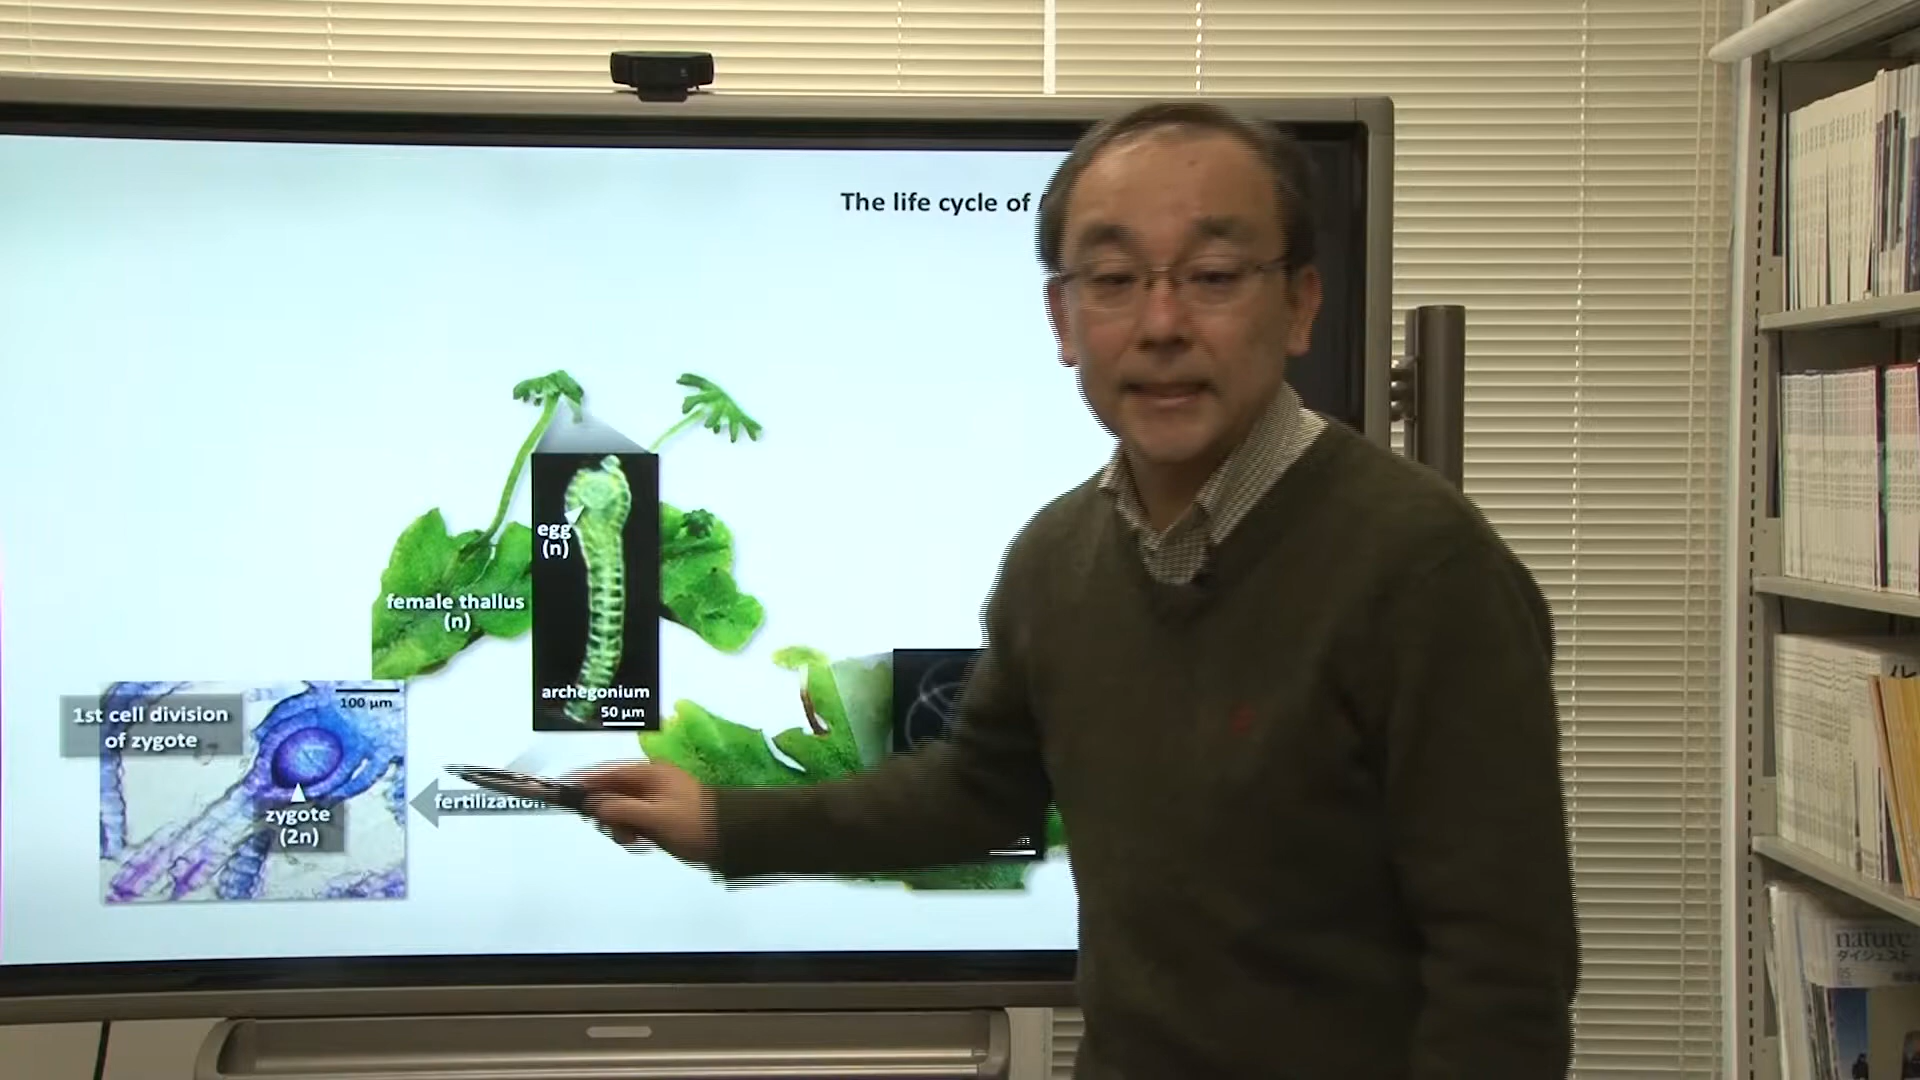 The life cycle of
egg
(n)
female thallus
(n)
archegonium
50 µm
1st cell division
of zygote
100 µm
zygote
(2n)
fertilization
nature
ダイジェスト
05